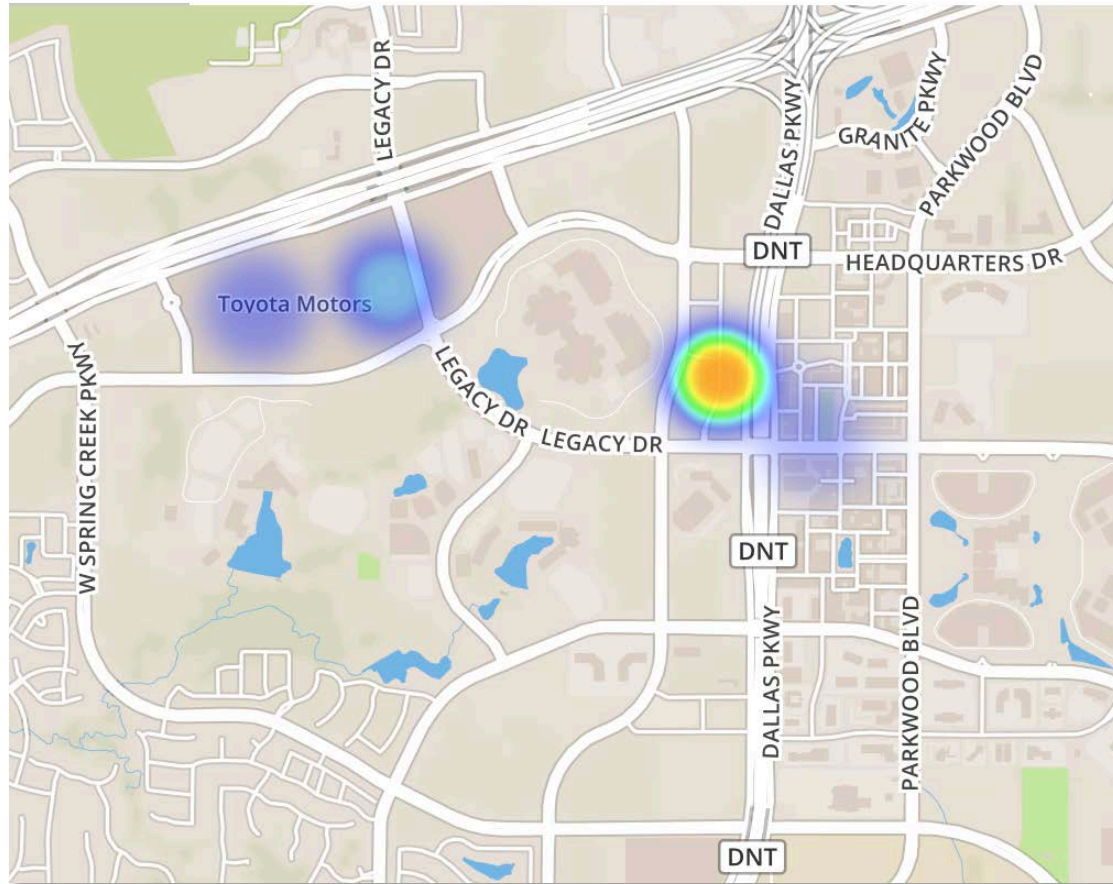 LEGACY DR
DALLAS PKWY
GRANITE PKWY
PARKWOOD BLVD
DNT
HEADQUARTERS DR
Toyota Motors
W SPRING CREEK PKWY
LEGACY DR
LEGACY DR
DNT
DALLAS PKWY
PARKWOOD BLVD
DNT